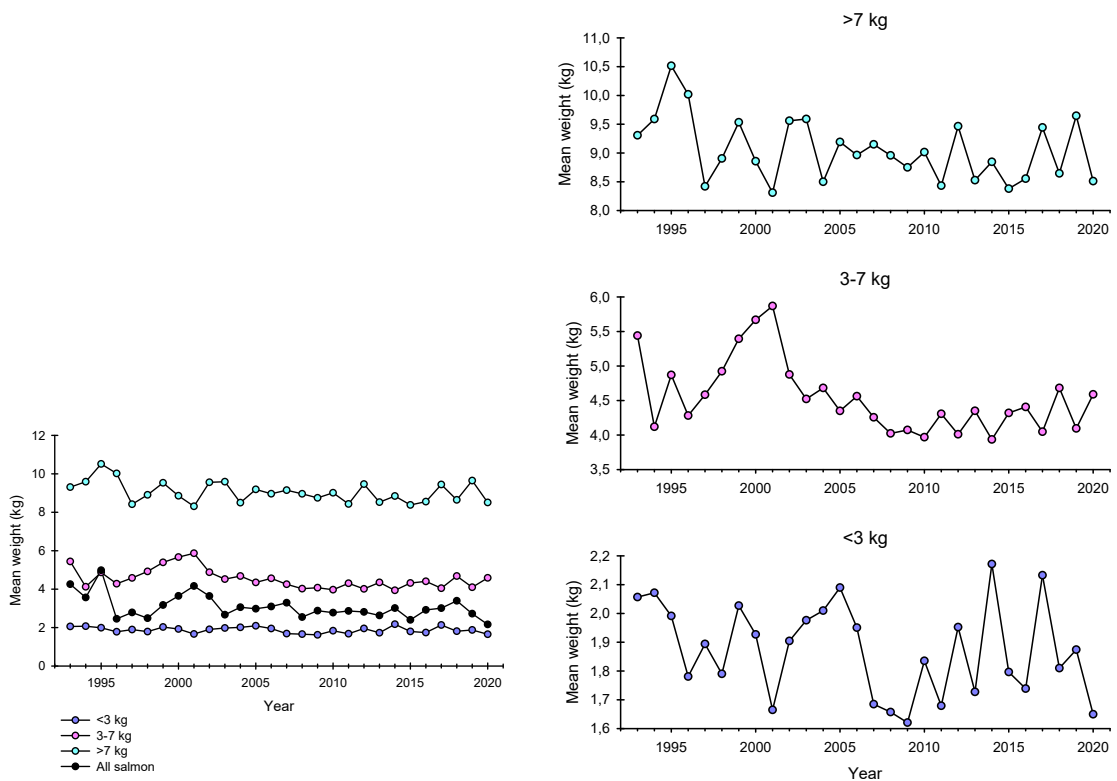 12
10
8
6
4
2
0
Mean weight (kg)
1995 2000 2005 2010 2015 2020
Year
<3 kg
3-7 kg
>7 kg
All salmon
>7 kg
11,0
10,5
10,0
9,5
9,0
8,5
8,0
Mean weight (kg)
1995 2000 2005 2010 2015 2020
3-7 kg
6,0
5,5
5,0
4,5
4,0
3,5
Mean weight (kg)
1995 2000 2005 2010 2015 2020
<3 kg
2,2
2,1
2,0
1,9
1,8
1,7
1,6
Mean weight (kg)
1995 2000 2005 2010 2015 2020
Year